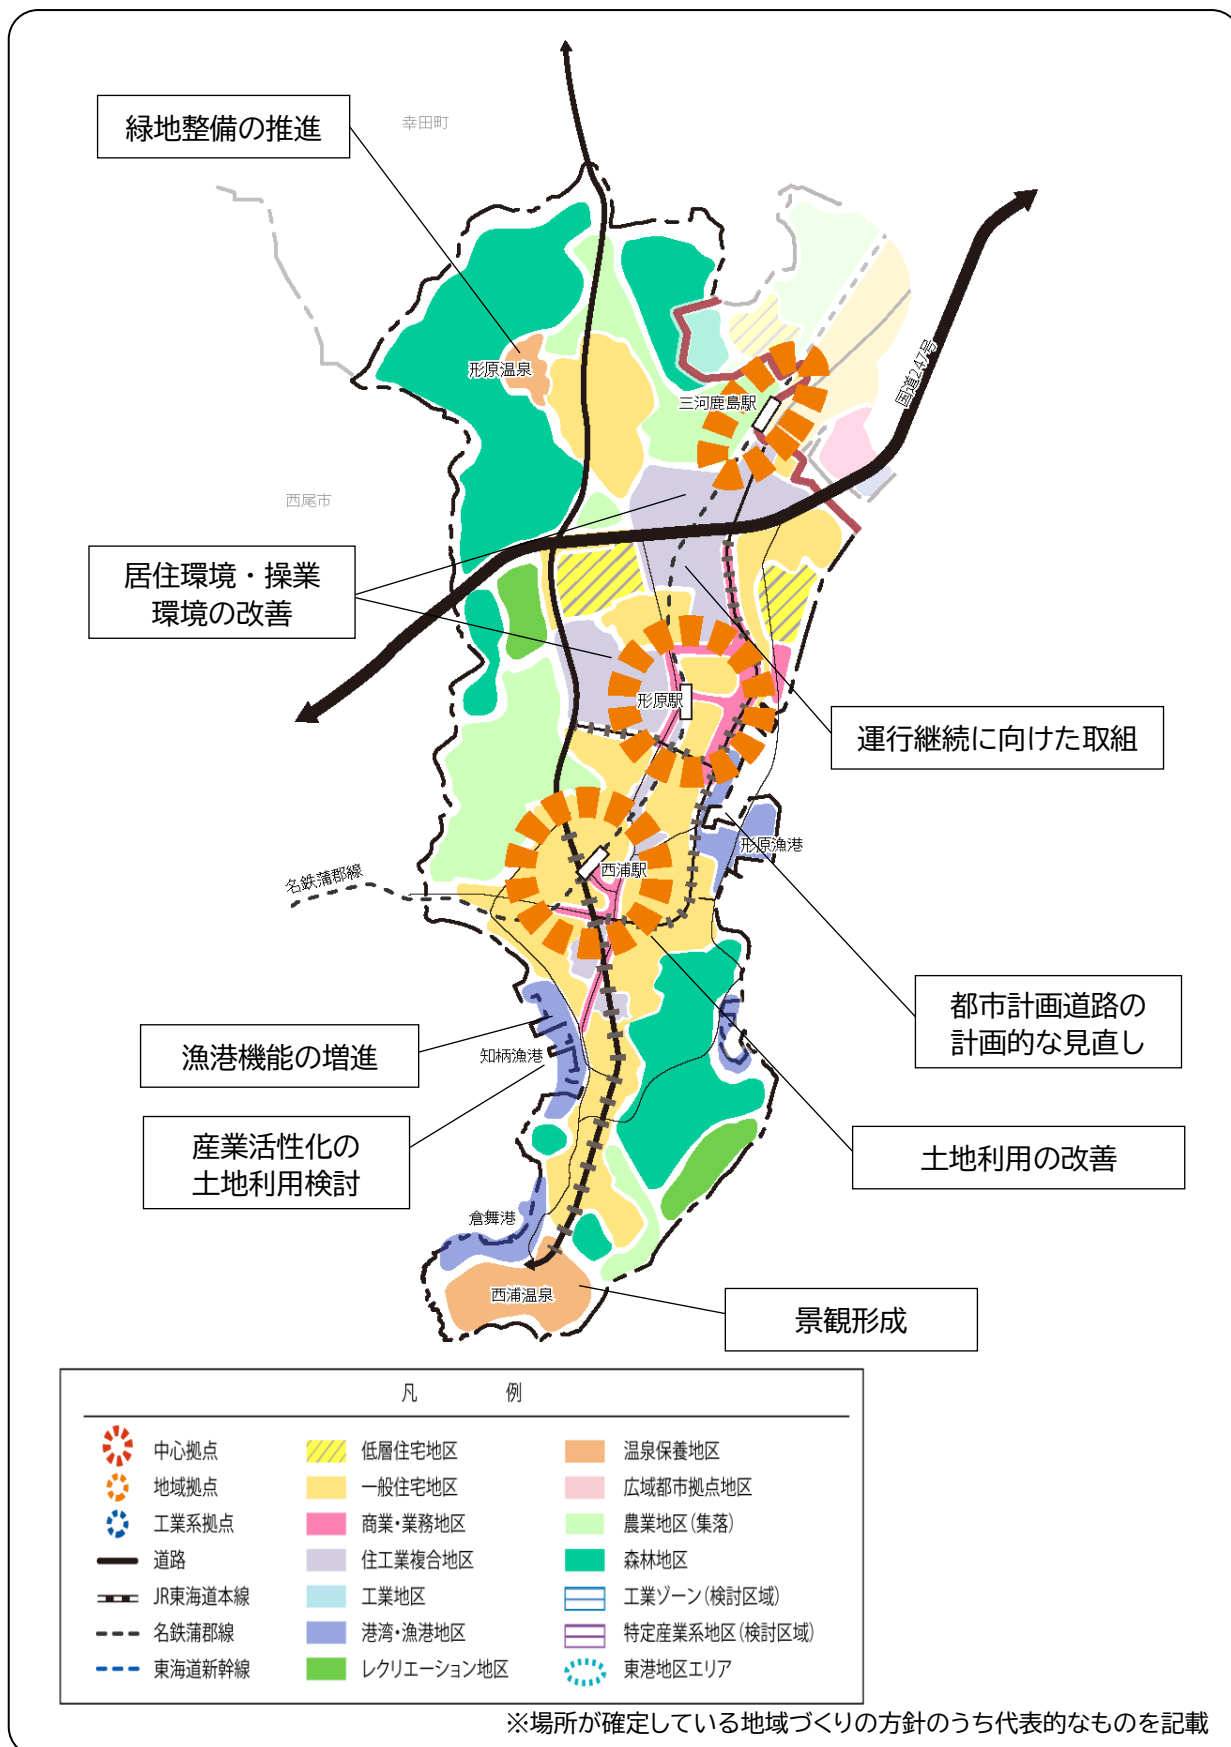 緑地整備の推進
幸田町
国道247号
形原温泉
三河鹿島駅
西尾市
居住環境・操業
環境の改善
形原駅
運行継続に向けた取組
形原漁港
西浦駅
名鉄蒲郡線
都市計画道路の
計画的な見直し
漁港機能の増進
知柄漁港
産業活性化の
土地利用検討
土地利用の改善
倉舞港
西浦温泉
景観形成
凡 例
中心拠点
低層住宅地区
温泉保養地区
地域拠点
一般住宅地区
広域都市拠点地区
工業系拠点
商業・業務地区
農業地区(集落)
道路
住工業複合地区
森林地区
JR東海道本線
工業地区
工業ゾーン(検討区域)
名鉄蒲郡線
港湾・漁港地区
特定産業系地区(検討区域)
東海道新幹線
レクリエーション地区
東港地区エリア
※場所が確定している地域づくりの方針のうち代表的なものを記載